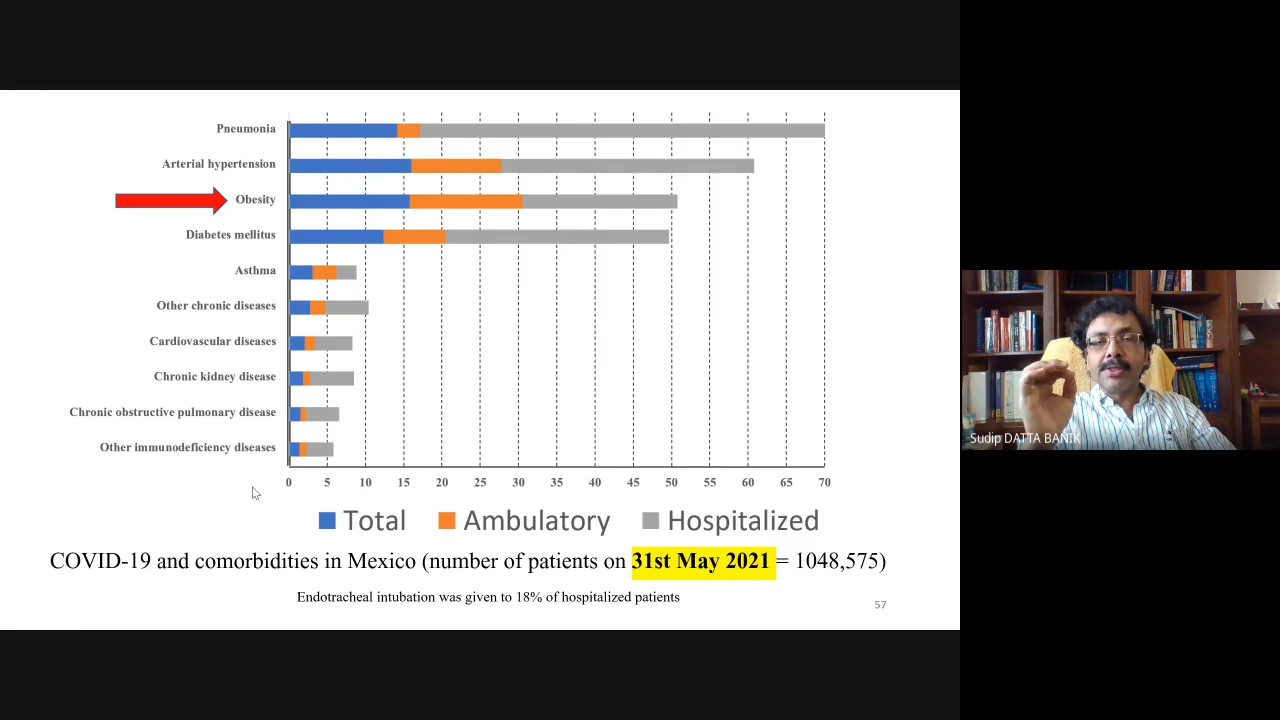 Pneumonia
Arterial hypertension
Obesity
Diabetes mellitus
Asthma
Other chronic diseases
Cardiovascular diseases
Chronic kidney disease
Chronic obstructive pulmonary disease
Other immunodeficiency diseases
0 5 10 15 20 25 30 35 40 45 50 55 60 65 70
Total Ambulatory Hospitalized
COVID-19 and comorbidities in Mexico (number of patients on 31st May 2021 = 1048,575)
Endotracheal intubation was given to 18% of hospitalized patients
57
Sudip DATTA BANIK